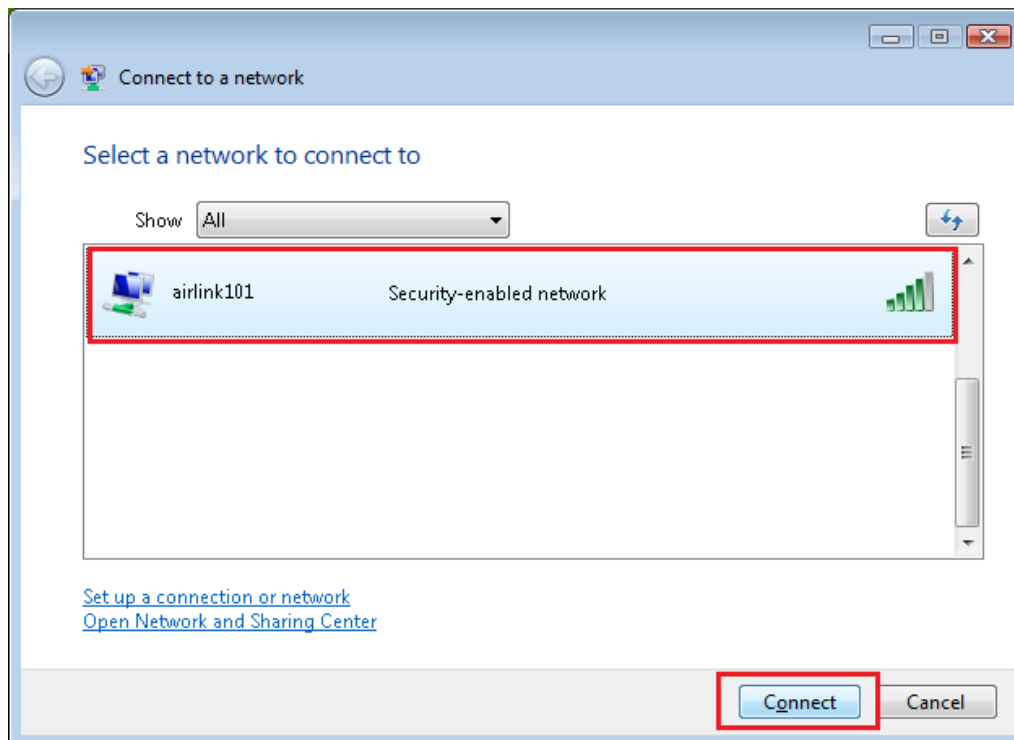 Connect to a network
Select a network to connect to
Show All
airlink101 Security-enabled network
Set up a connection or network
Open Network and Sharing Center
Connect Cancel